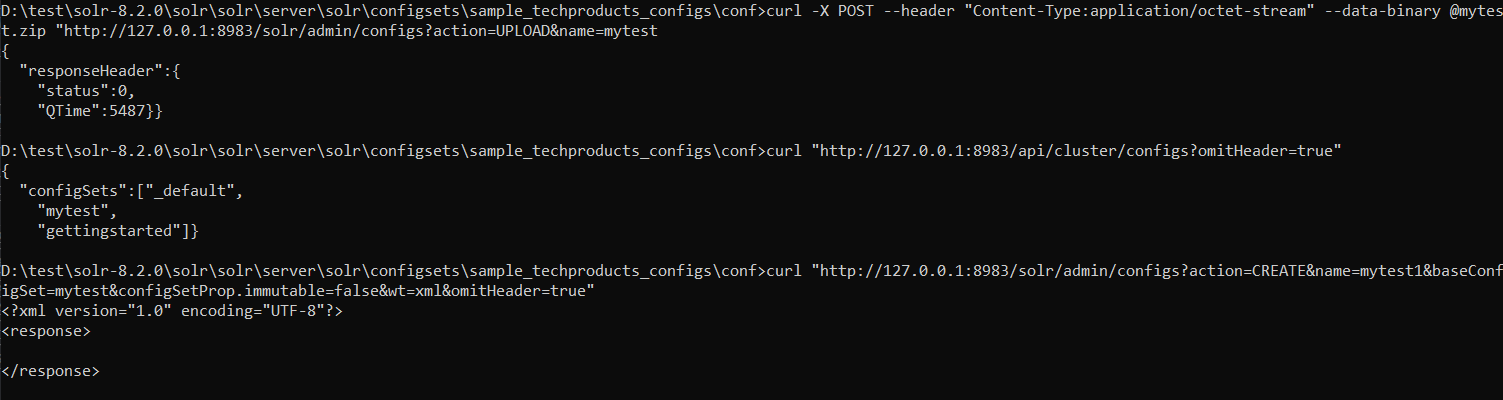 D:\test\solr-8.2.0\solr\solr\server\solr\configsets\sample_techproducts_configs\conf>curl -X POST --header "Content-Type:application/octet-stream" --data-binary @mytes
t.zip "http://127.0.0.1:8983/solr/admin/configs?action=UPLOAD&name=mytest
{
  "responseHeader":{
    "status":0,
    "QTime":5487}}
D:\test\solr-8.2.0\solr\solr\server\solr\configsets\sample_techproducts_configs\conf>curl "http://127.0.0.1:8983/api/cluster/configs?omitHeader=true"
{
  "configSets":["_default",
    "mytest",
    "gettingstarted"]}
D:\test\solr-8.2.0\solr\solr\server\solr\configsets\sample_techproducts_configs\conf>curl "http://127.0.0.1:8983/solr/admin/configs?action=CREATE&name=mytest1&baseConf
igSet=mytest&configSetProp.immutable=false&wt=xml&omitHeader=true"
<?xml version="1.0" encoding="UTF-8"?>
<response>
</response>